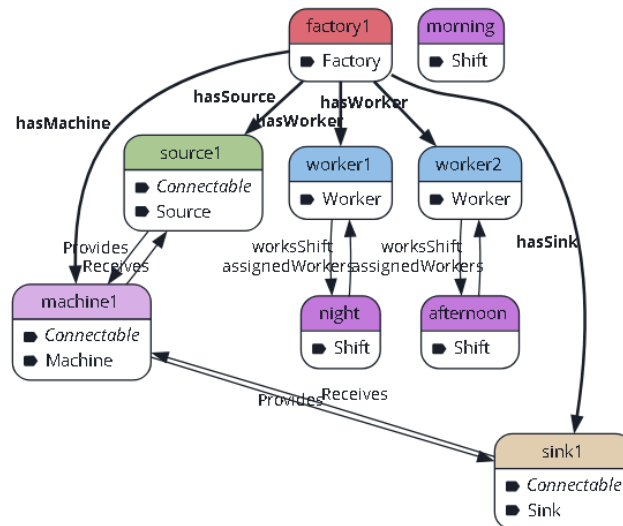 factory1
Factory
morning
Shift
hasMachine
hasSource
hasWorker
hasWorker
hasSink
source1
Connectable
Source
worker1
Worker
worker2
Worker
Provides
Receives
worksShift
assignedWorkers
worksShift
assignedWorkers
machine1
Connectable
Machine
night
Shift
afternoon
Shift
Provides
Receives
sink1
Connectable
Sink